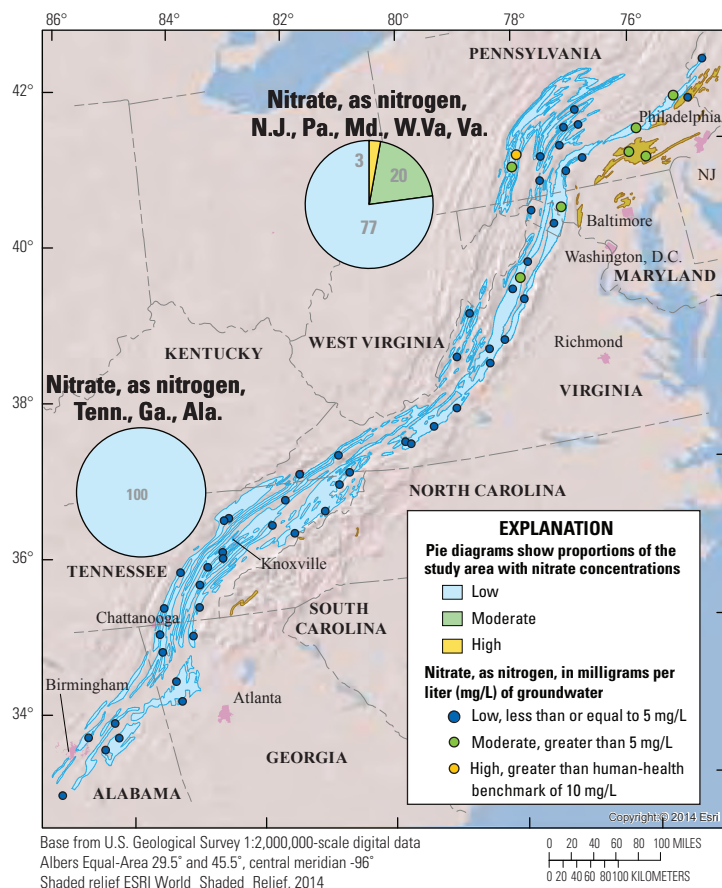 86°
84°
82°
80°
78°
76°
42°
40°
38°
36°
34°
PENNSYLVANIA
Nitrate, as nitrogen,
N.J., Pa., Md., W.Va, Va.
3
20
77
Philadelphia
NJ
Baltimore
Washington, D.C.
MARYLAND
WEST VIRGINIA
Richmond
KENTUCKY
VIRGINIA
Nitrate, as nitrogen,
Tenn., Ga., Ala.
100
NORTH CAROLINA
TENNESSEE
Knoxville
SOUTH
CAROLINA
Chattanooga
Birmingham
Atlanta
GEORGIA
ALABAMA
EXPLANATION
Pie diagrams show proportions of the
study area with nitrate concentrations
Low
Moderate
High
Nitrate, as nitrogen, in milligrams per
liter (mg/L) of groundwater
Low, less than or equal to 5 mg/L
Moderate, greater than 5 mg/L
High, greater than human-health
benchmark of 10 mg/L
Copyright:© 2014 Esri
Base from U.S. Geological Survey 1:2,000,000-scale digital data
Albers Equal-Area 29.5° and 45.5°, central meridian -96°
Shaded relief ESRI World_Shaded_Relief, 2014
0 20 40 60 80 100 MILES
0 20 40 60 80100 KILOMETERS